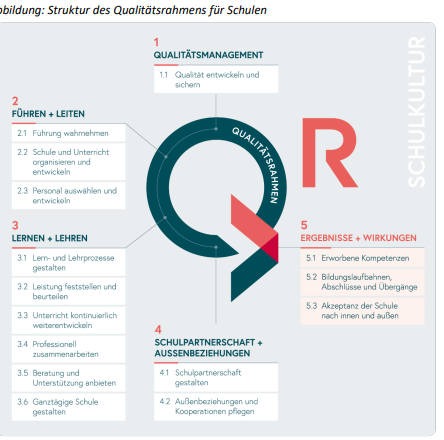 bbildung: Struktur des Qualitätsrahmens für Schulen
1
QUALITÄTSMANAGEMENT
1.1 Qualität entwickeln und
sichern
2
FÜHREN + LEITEN
2.1 Führung wahrnehmen
2.2 Schule und Unterricht
organisieren und
entwickeln
2.3 Personal auswählen und
entwickeln
QUALITÄTSRAHMEN
R
SCHULKULTUR
3
LERNEN + LEHREN
3.1 Lern- und Lehrprozesse
gestalten
3.2 Leistung feststellen und
beurteilen
3.3 Unterricht kontinuierlich
weiterentwickeln
3.4 Professionell
zusammenarbeiten
3.5 Beratung und
Unterstützung anbieten
3.6 Ganztägige Schule
gestalten
4
SCHULPARTNERSCHAFT +
AUSSENBEZIEHUNGEN
4.1 Schulpartnerschaft
gestalten
4.2 Außenbeziehungen und
Kooperationen pflegen
5
ERGEBNISSE + WIRKUNGEN
5.1 Erworbene Kompetenzen
5.2 Bildungslaufbahnen,
Abschlüsse und Übergänge
5.3 Akzeptanz der Schule
nach innen und außen